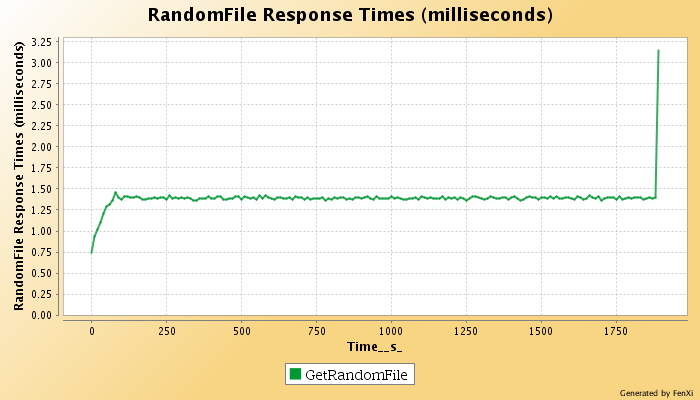 RandomFile Response Times (milliseconds)
RandomFile Response Times (milliseconds)
3.25
3.00
2.75
2.50
2.25
2.00
1.75
1.50
1.25
1.00
0.75
0.50
0.25
0.00
0 250 500 750 1000 1250 1500 1750
Time__s_
GetRandomFile
Generated by FenXi